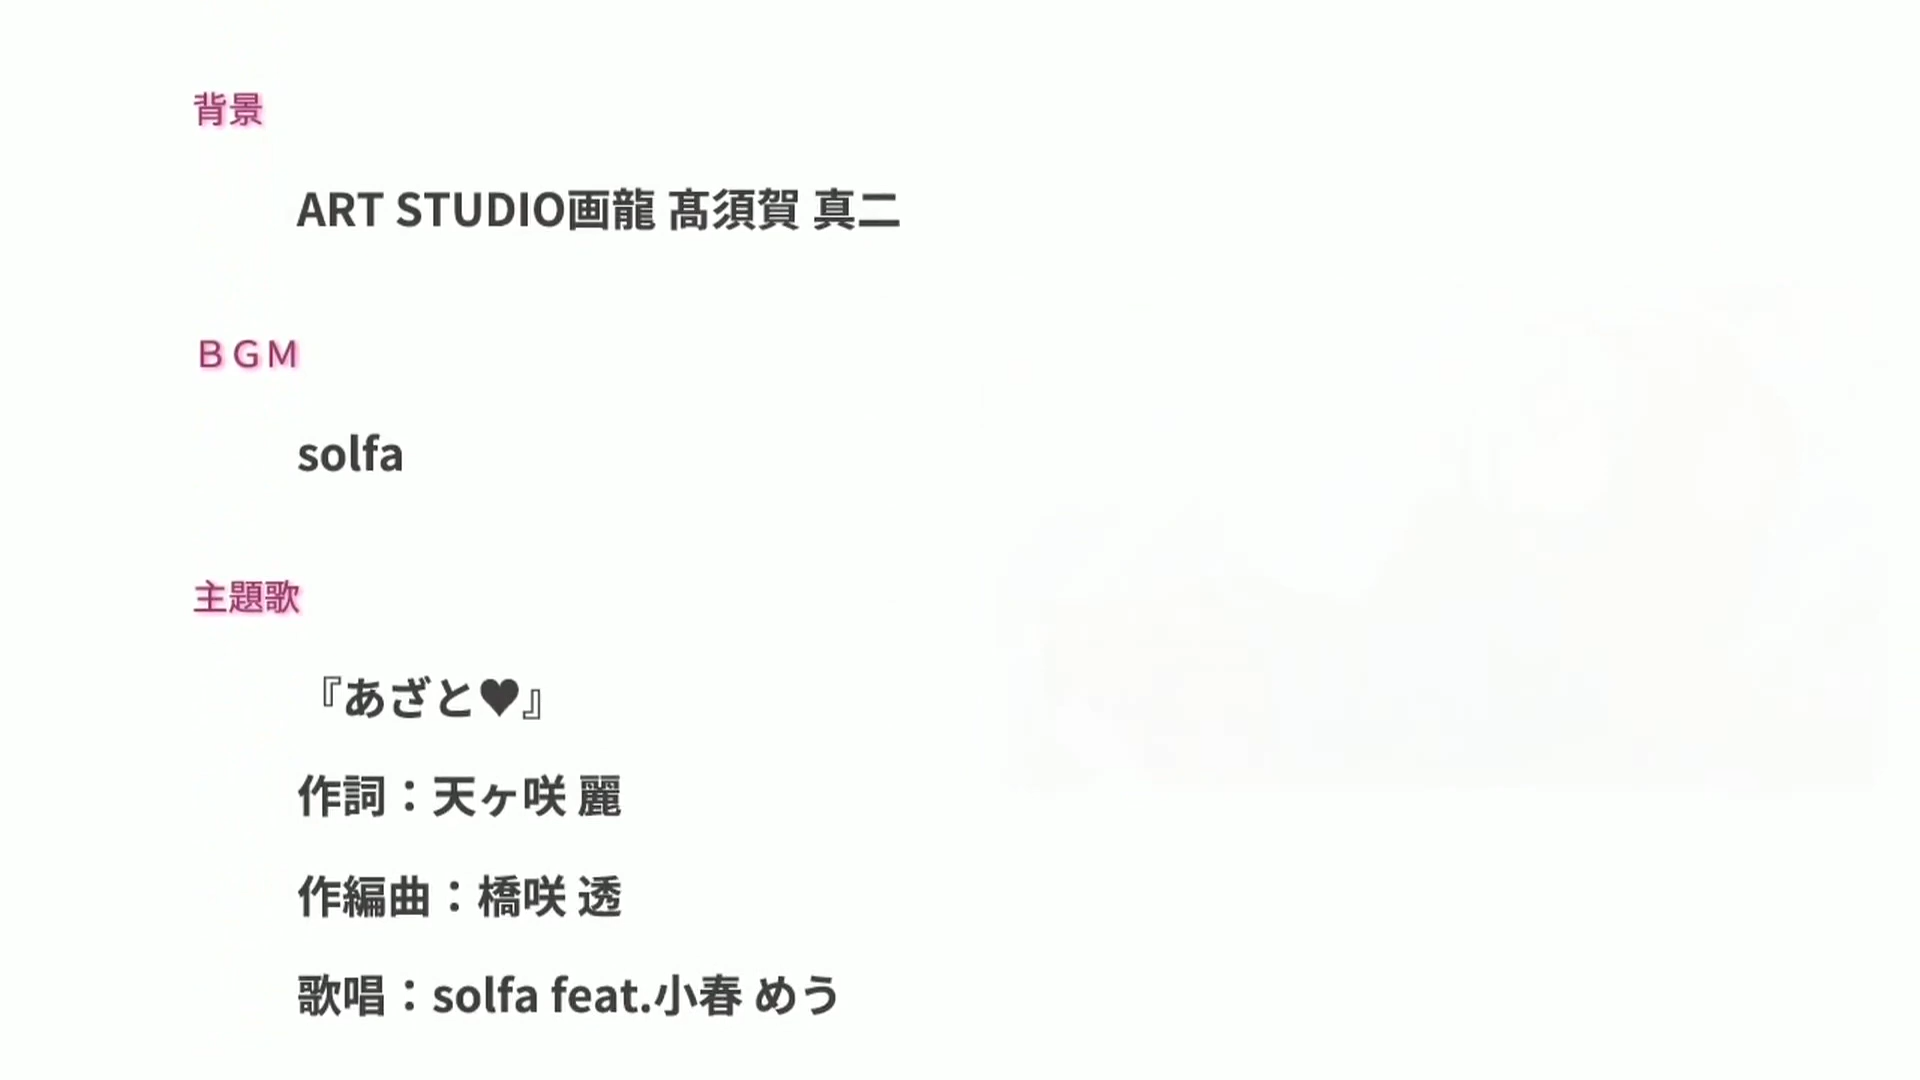 背景
ART STUDIO画龍 髙須賀 真二
ＢＧＭ
solfa
主題歌
『あざと♥』
作詞：天ヶ咲 麗
作編曲：橋咲 透
歌唱：solfa feat.小春 めう